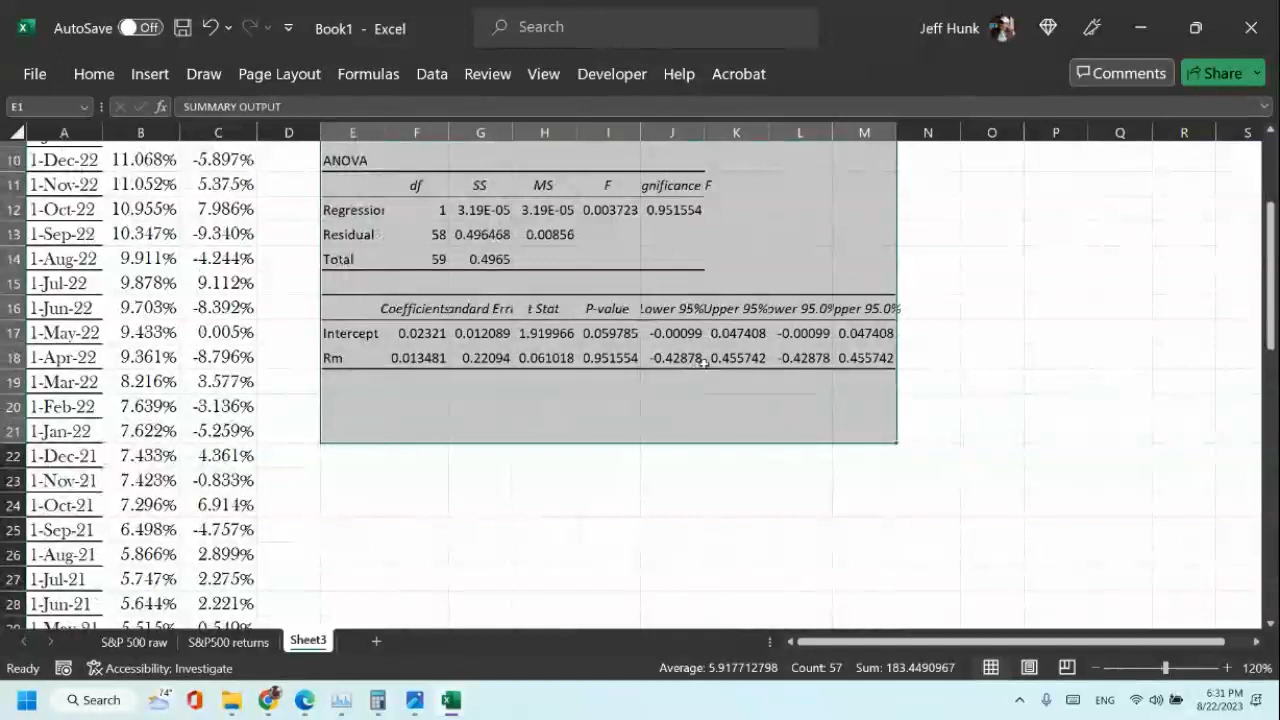 AutoSave Off Book1 - Excel Search Jeff Hunk
File Home Insert Draw Page Layout Formulas Data Review View Developer Help Acrobat Comments Share
E1 fx SUMMARY OUTPUT
A B C D E F G H I J K L M N O P Q R S
10 1-Dec-22 11.068% -5.897% ANOVA
11 1-Nov-22 11.052% 5.375% df SS MS F gnificance F
12 1-Oct-22 10.955% 7.986% Regression 1 3.19E-05 3.19E-05 0.003723 0.951554
13 1-Sep-22 10.347% -9.340% Residual 58 0.496468 0.00856
14 1-Aug-22 9.911% -4.244% Total 59 0.4965
15 1-Jul-22 9.878% 9.112%
16 1-Jun-22 9.703% -8.392% Coefficients andard Erro t Stat P-value Lower 95% Upper 95% ower 95.0% pper 95.0%
17 1-May-22 9.433% 0.005% Intercept 0.02321 0.012089 1.919966 0.059785 -0.00099 0.047408 -0.00099 0.047408
18 1-Apr-22 9.361% -8.796% Rm 0.013481 0.22094 0.061018 0.951554 -0.42878 0.455742 -0.42878 0.455742
19 1-Mar-22 8.216% 3.577%
20 1-Feb-22 7.639% -3.136%
21 1-Jan-22 7.622% -5.259%
22 1-Dec-21 7.433% 4.361%
23 1-Nov-21 7.423% -0.833%
24 1-Oct-21 7.296% 6.914%
25 1-Sep-21 6.498% -4.757%
26 1-Aug-21 5.866% 2.899%
27 1-Jul-21 5.747% 2.275%
28 1-Jun-21 5.644% 2.221%
1-May-21 5.515% 0.549%
S&P 500 raw S&P500 returns Sheet3
Ready Accessibility: Investigate Average: 5.917712798 Count: 57 Sum: 183.4490967 120%
74° Search ENG 6:31 PM
8/22/2023